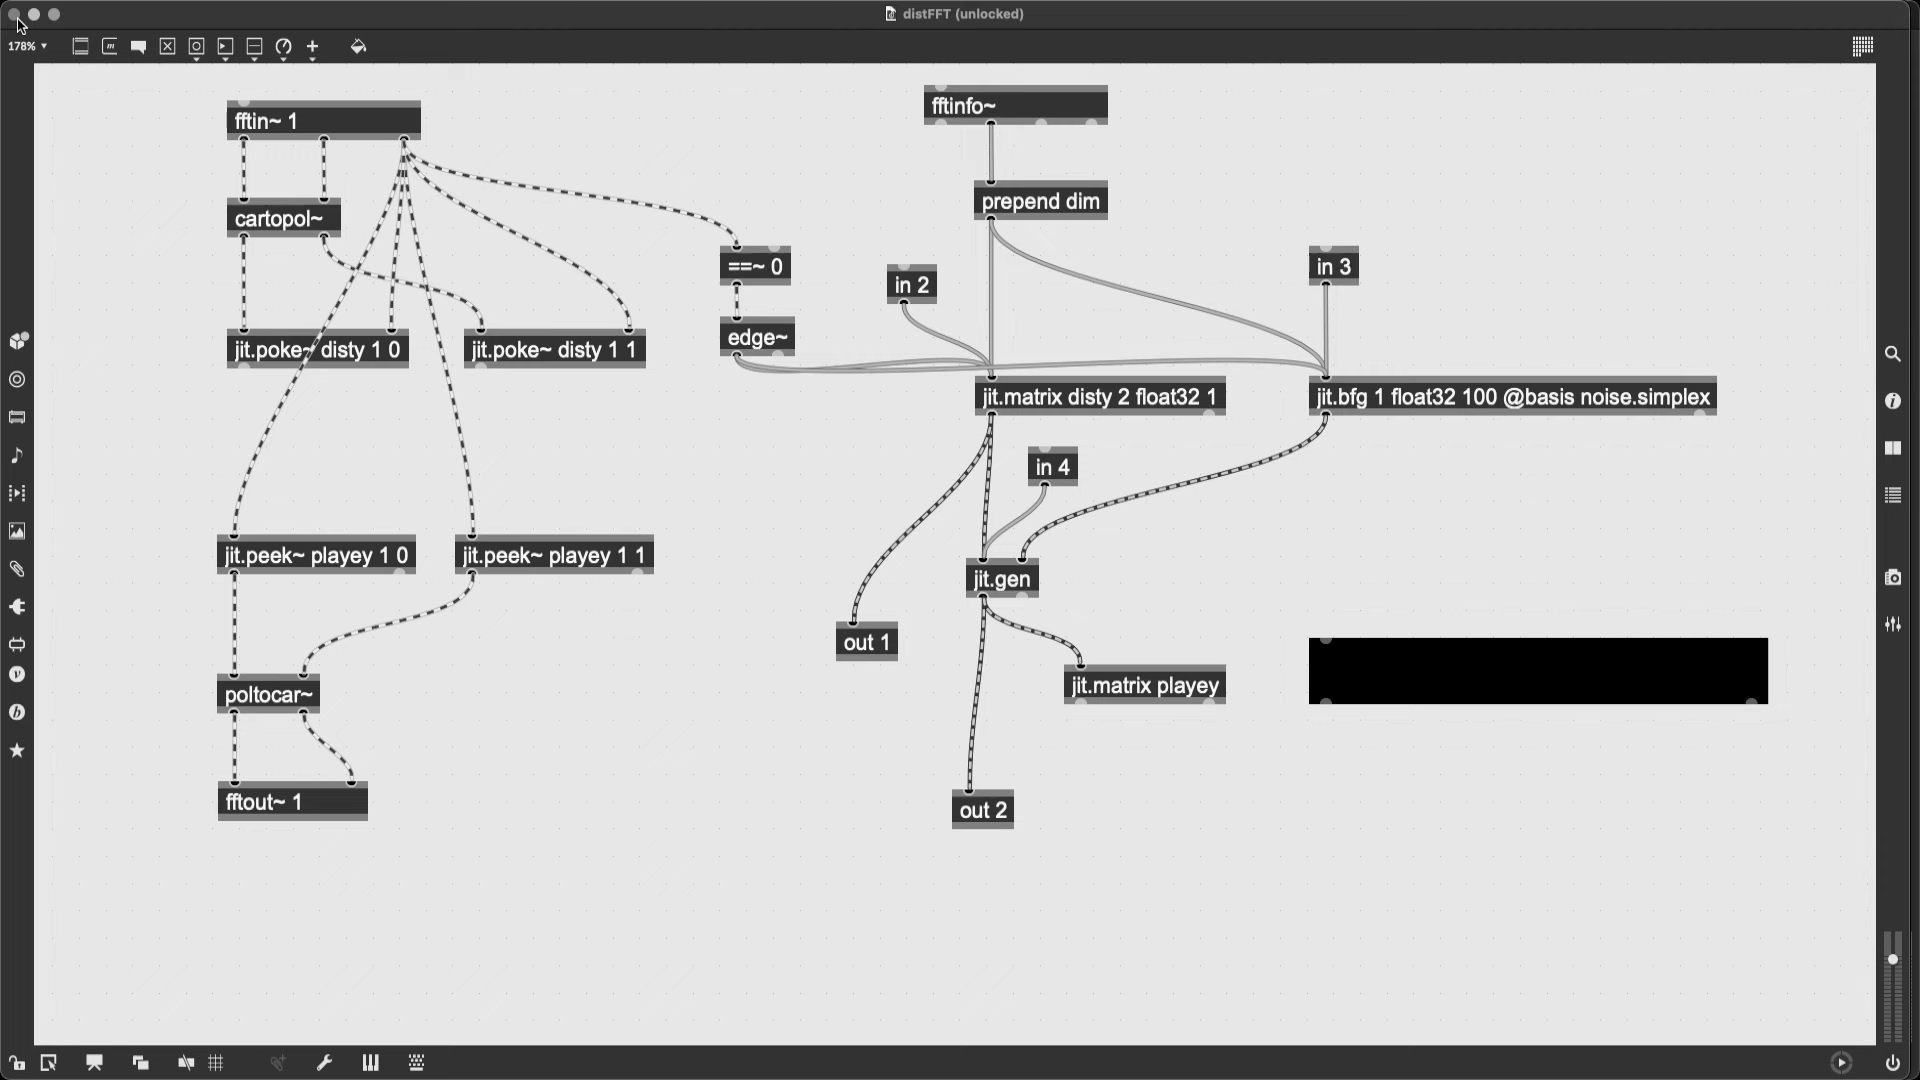 distFFT (unlocked)
178%
fftin~ 1
fftinfo~
cartopol~
prepend dim
==~ 0
in 2
in 3
edge~
jit.poke~ disty 1 0
jit.poke~ disty 1 1
jit.matrix disty 2 float32 1
jit.bfg 1 float32 100 @basis noise.simplex
in 4
jit.peek~ playey 1 0
jit.peek~ playey 1 1
jit.gen
out 1
jit.matrix playey
poltocar~
fftout~ 1
out 2